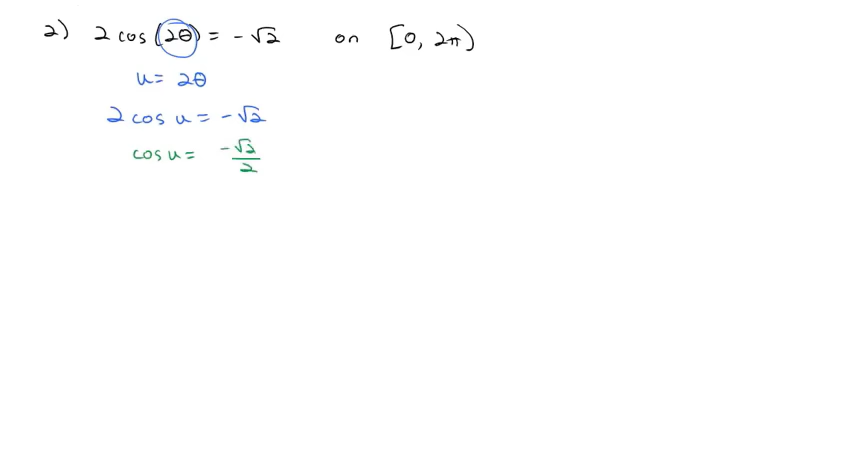 2) 2 cos (2θ) = -√2 on [0, 2π)
u = 2θ
2 cos u = -√2
cos u = -√2/2